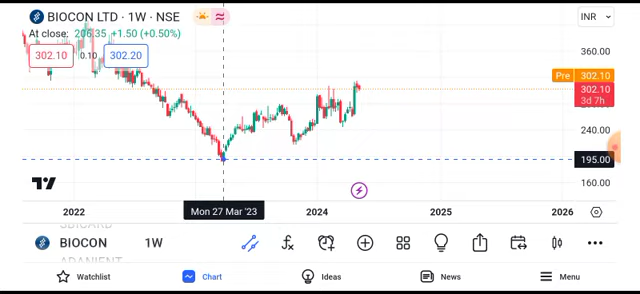 BIOCON LTD · 1W · NSE
INR
At close: 206.35 +1.50 (+0.50%)
302.10 0.10 302.20
360.00
Pre 302.10
302.10
3d 7h
240.00
195.00
160.00
2022 Mon 27 Mar '23 2024 2025 2026
BIOCON 1W
Watchlist Chart Ideas News Menu